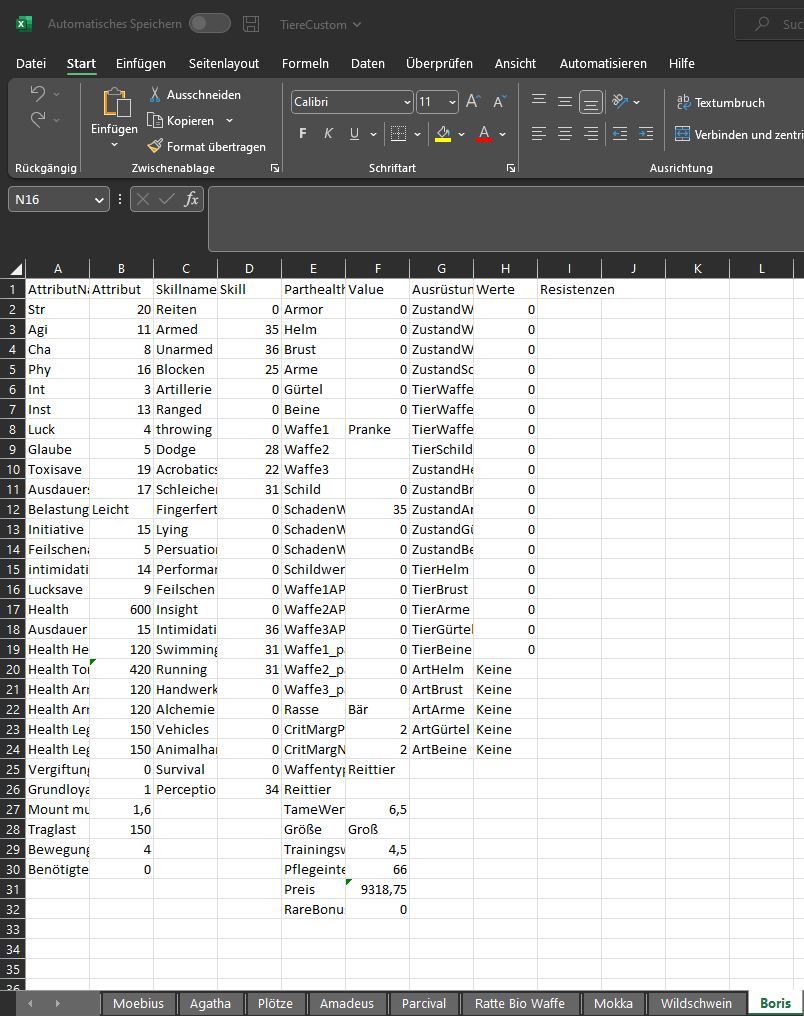 Automatisches Speichern TiereCustom Suc
Datei Start Einfügen Seitenlayout Formeln Daten Überprüfen Ansicht Automatisieren Hilfe
Ausschneiden
Kopieren
Format übertragen
Einfügen
Calibri 11
F K U
Textumbruch
Verbinden und zentri
Rückgängig Zwischenablage Schriftart Ausrichtung
N16 fx
A B C D E F G H I J K L
1 AttributNa Attribut Skillname Skill Parthealth Value Ausrüstun Werte Resistenzen
2 Str 20 Reiten 0 Armor 0 ZustandW 0
3 Agi 11 Armed 35 Helm 0 ZustandW 0
4 Cha 8 Unarmed 36 Brust 0 ZustandW 0
5 Phy 16 Blocken 25 Arme 0 ZustandSc 0
6 Int 3 Artillerie 0 Gürtel 0 TierWaffe 0
7 Inst 13 Ranged 0 Beine 0 TierWaffe 0
8 Luck 4 throwing 0 Waffe1 Pranke TierWaffe 0
9 Glaube 5 Dodge 28 Waffe2 TierSchild 0
10 Toxisave 19 Acrobatics 22 Waffe3 ZustandHe 0
11 Ausdauers 17 Schleichen 31 Schild 0 ZustandBr 0
12 Belastung Leicht Fingerfert 0 SchadenW 35 ZustandAr 0
13 Initiative 15 Lying 0 SchadenW 0 ZustandGü 0
14 Feilschena 5 Persuation 0 SchadenW 0 ZustandBe 0
15 intimidati 14 Performan 0 Schildwer 0 TierHelm 0
16 Lucksave 9 Feilschen 0 Waffe1AP 0 TierBrust 0
17 Health 600 Insight 0 Waffe2AP 0 TierArme 0
18 Ausdauer 15 Intimidati 36 Waffe3AP 0 TierGürtel 0
19 Health He 120 Swimming 31 Waffe1_p 0 TierBeine 0
20 Health Tor 420 Running 31 Waffe2_p 0 ArtHelm Keine
21 Health Arr 120 Handwerk 0 Waffe3_p 0 ArtBrust Keine
22 Health Arr 120 Alchemie 0 Rasse Bär ArtArme Keine
23 Health Leg 150 Vehicles 0 CritMargP 2 ArtGürtel Keine
24 Health Leg 150 Animalha 0 CritMargN 2 ArtBeine Keine
25 Vergiftung 0 Survival 0 Waffentyp Reittier
26 Grundloya 1 Perceptio 34 Reittier
27 Mount mu 1,6 TameWer 6,5
28 Traglast 150 Größe Groß
29 Bewegung 4 Trainingsw 4,5
30 Benötigte 0 Pflegeinte 66
31 Preis 9318,75
32 RareBonu 0
33
34
35
36
Moebius Agatha Plötze Amadeus Parcival Ratte Bio Waffe Mokka Wildschwein Boris